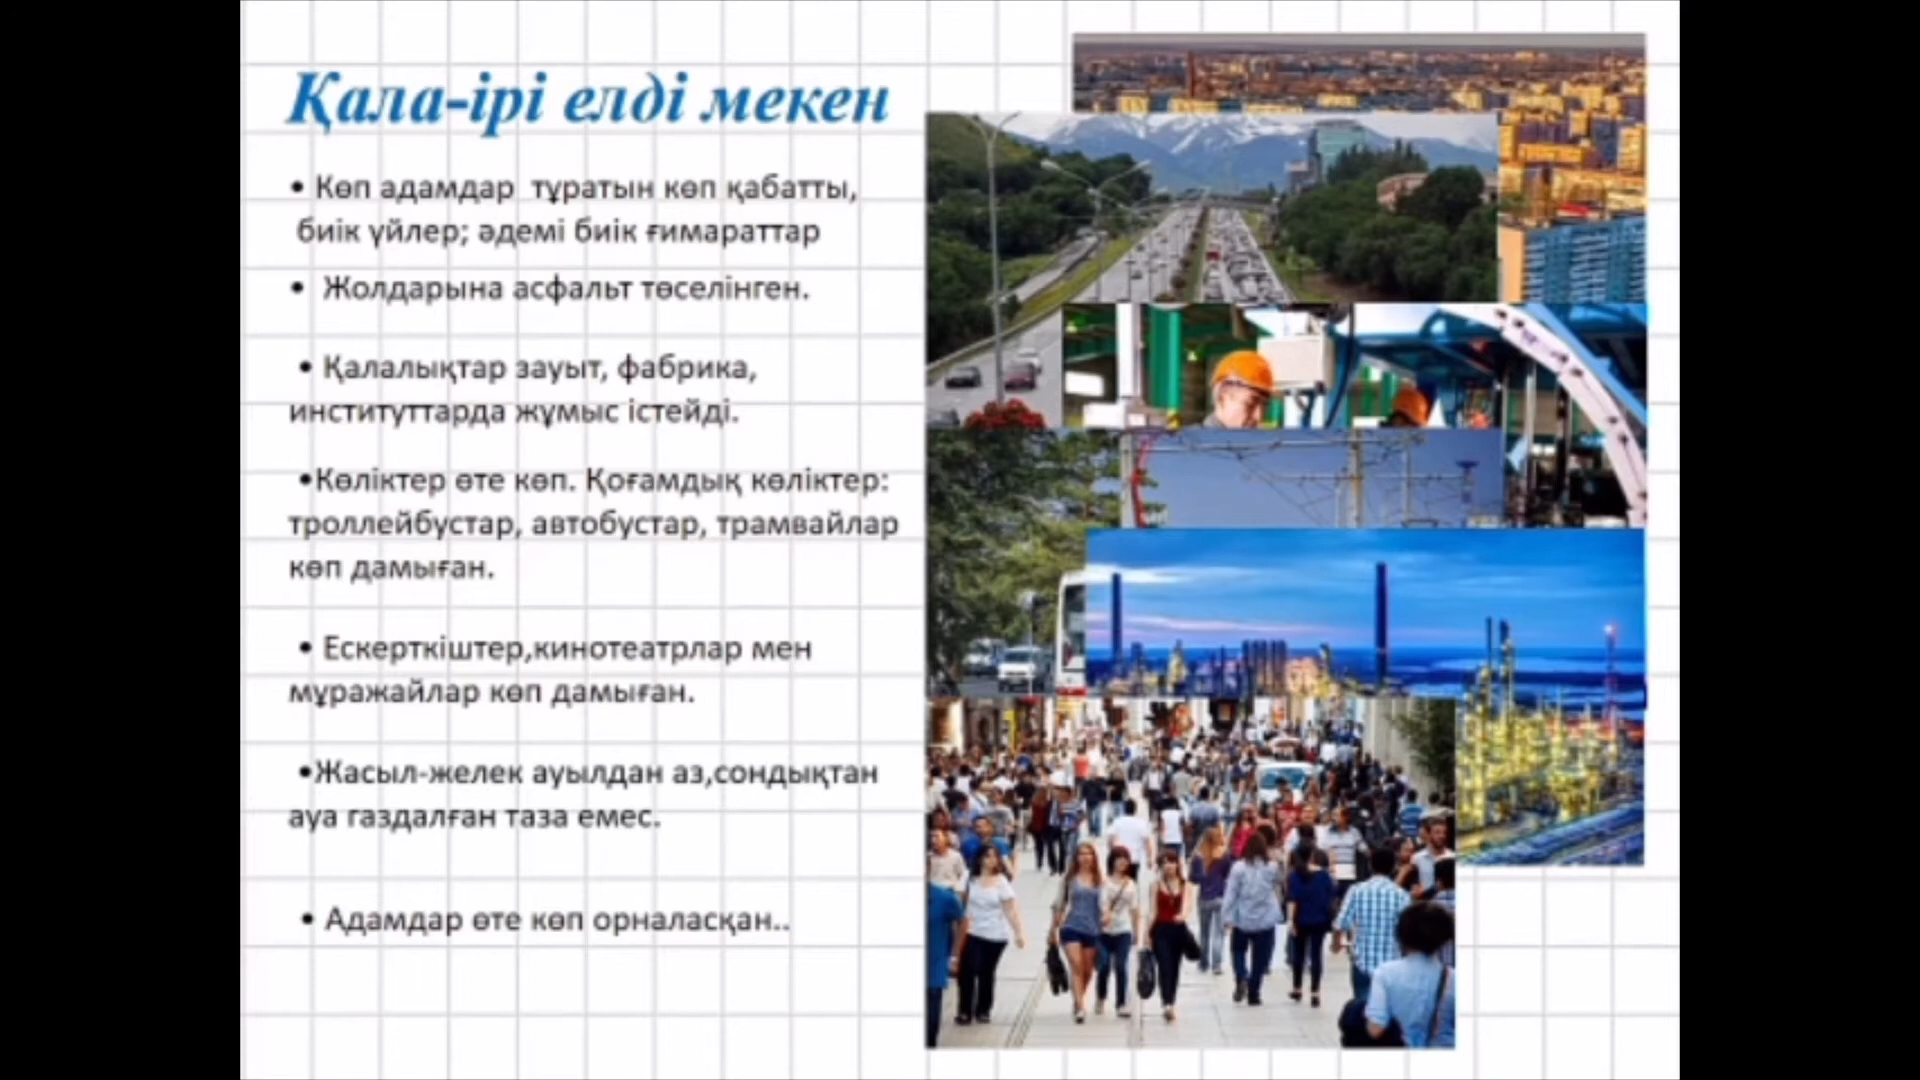 Қала-ірі елді мекен
• Көп адамдар тұратын көп қабатты,
биік үйлер; әдемі биік ғимараттар
• Жолдарына асфальт төселінген.
• Қалалықтар зауыт, фабрика,
институттарда жұмыс істейді.
•Көліктер өте көп. Қоғамдық көліктер:
троллейбустар, автобустар, трамвайлар
көп дамыған.
• Ескерткіштер,кинотеатрлар мен
мұражайлар көп дамыған.
•Жасыл-желек ауылдан аз,сондықтан
ауа газдалған таза емес.
• Адамдар өте көп орналасқан..